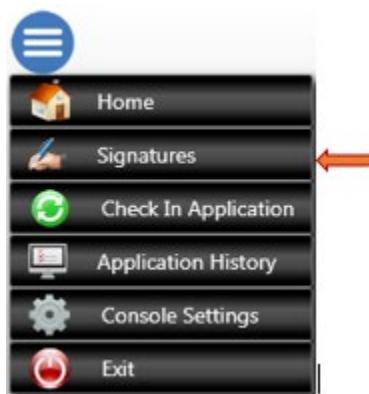 Home
Signatures
Check In Application
Application History
Console Settings
Exit